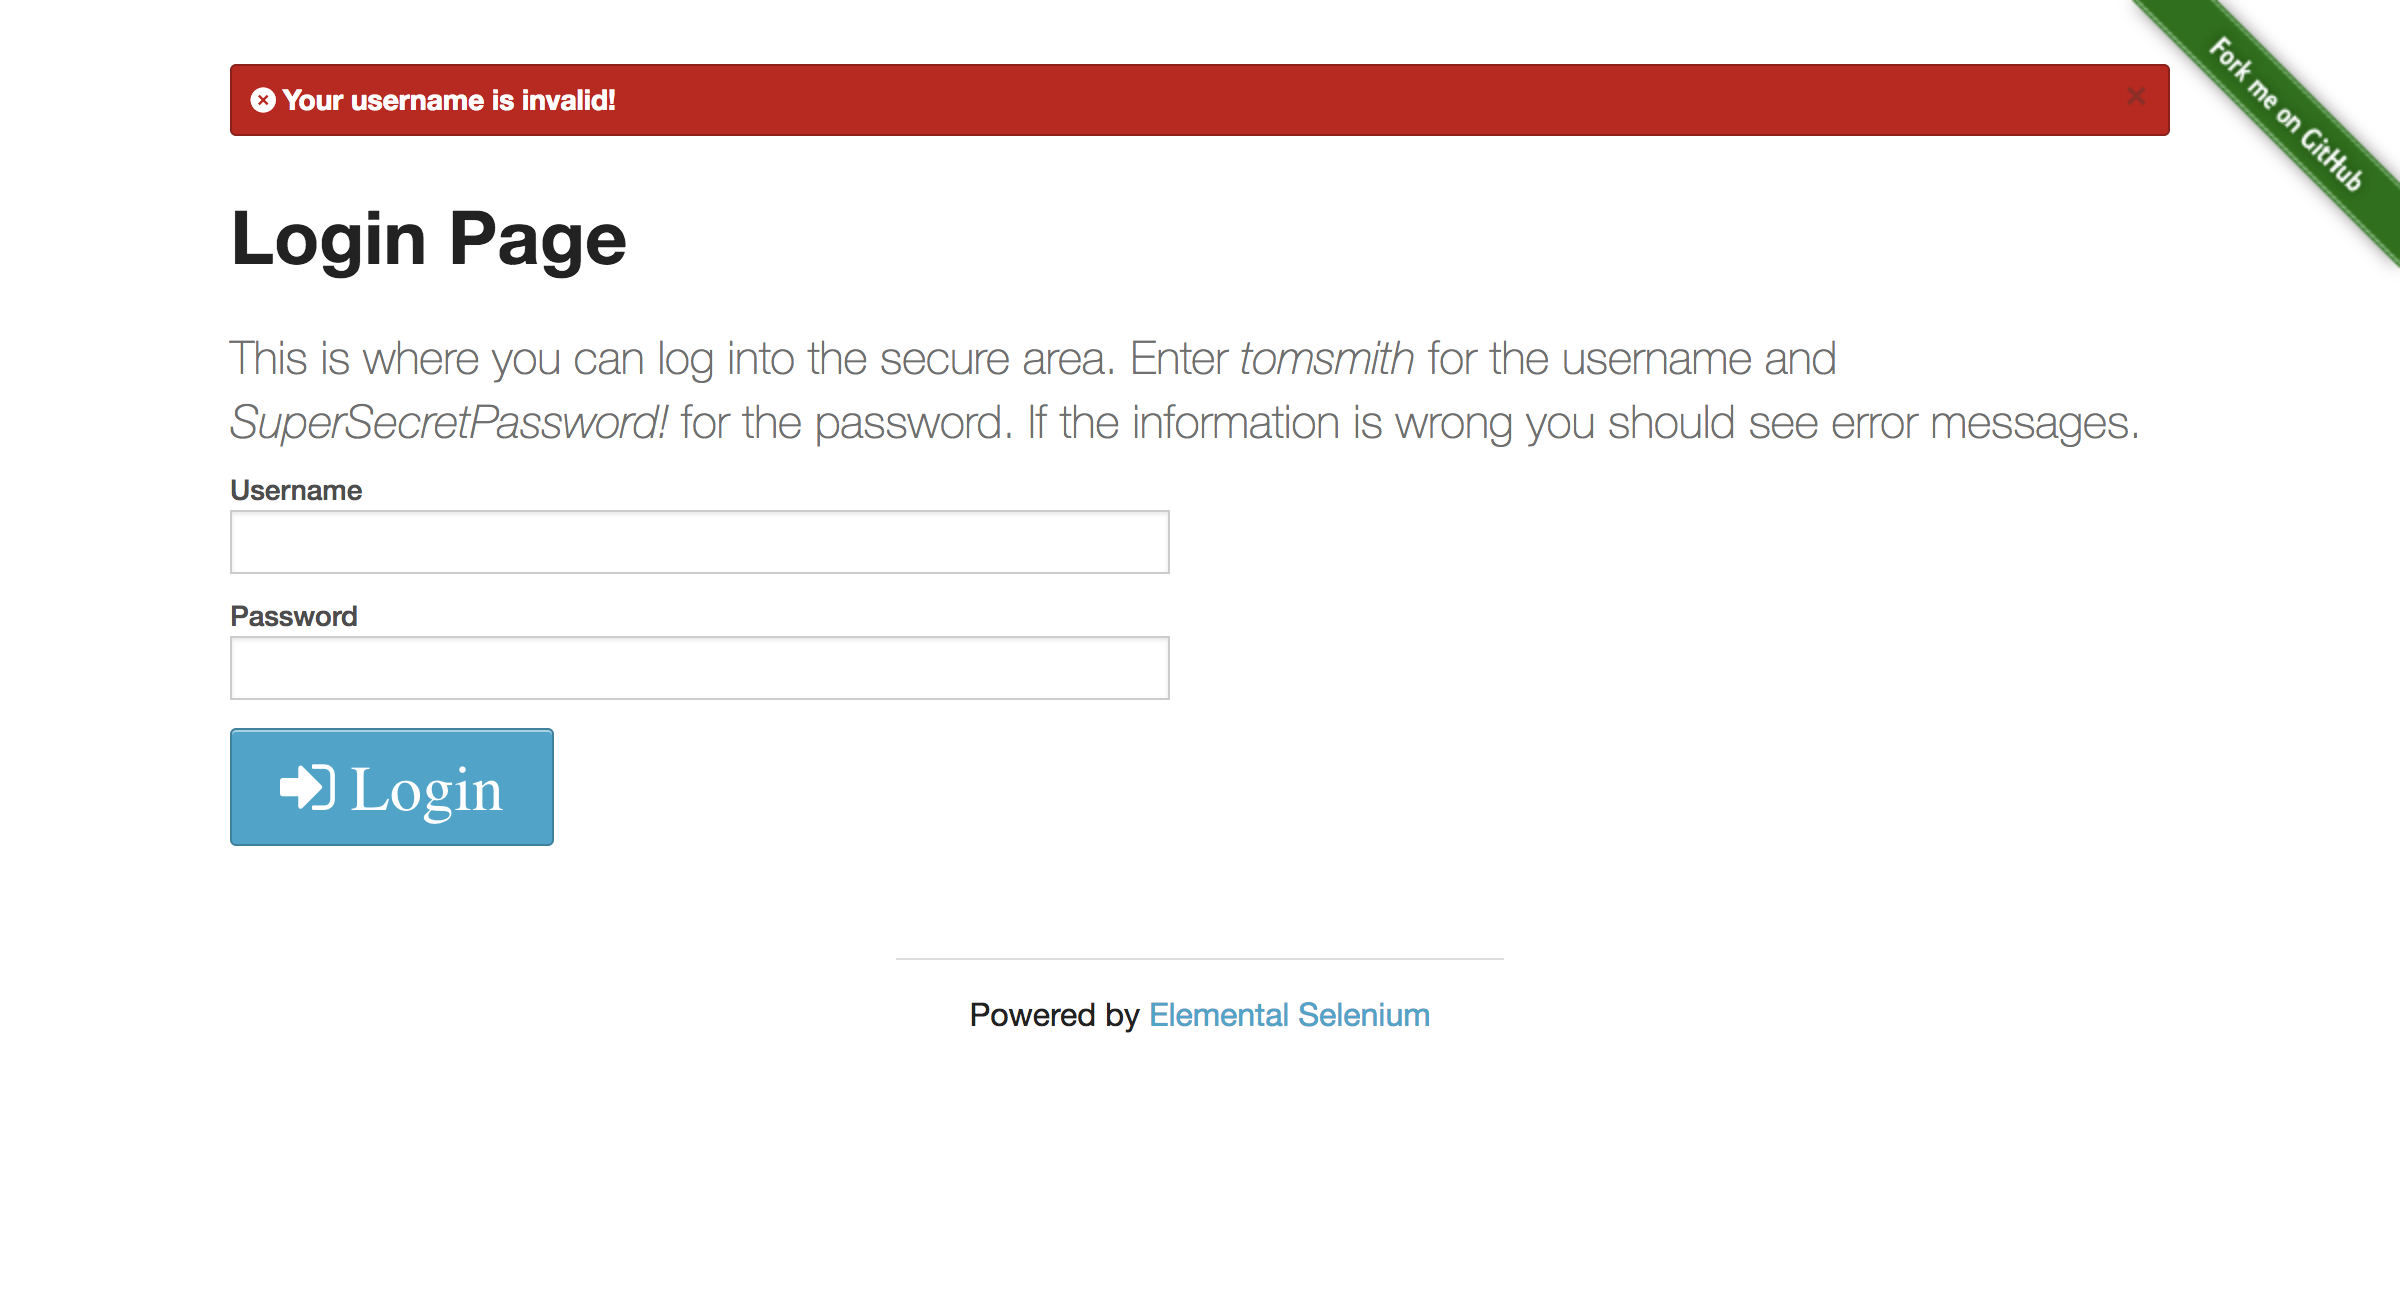 Your username is invalid!
×
Fork me on GitHub
Login Page
This is where you can log into the secure area. Enter tomsmith for the username and
SuperSecretPassword! for the password. If the information is wrong you should see error messages.
Username
Password
Login
Powered by Elemental Selenium